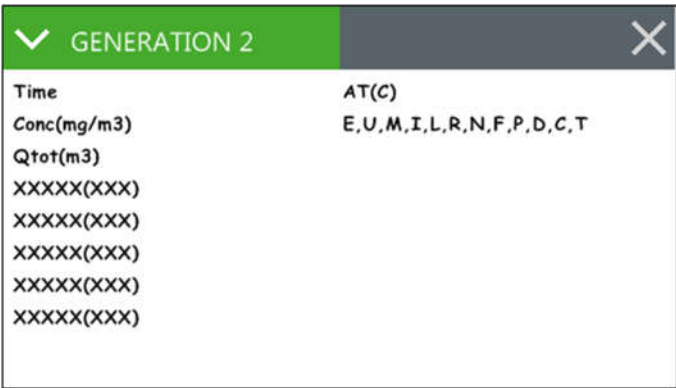 GENERATION 2
Time
Conc(mg/m3)
Qtot(m3)
XXXXX(XXX)
XXXXX(XXX)
XXXXX(XXX)
XXXXX(XXX)
XXXXX(XXX)
AT(C)
E,U,M,I,L,R,N,F,P,D,C,T